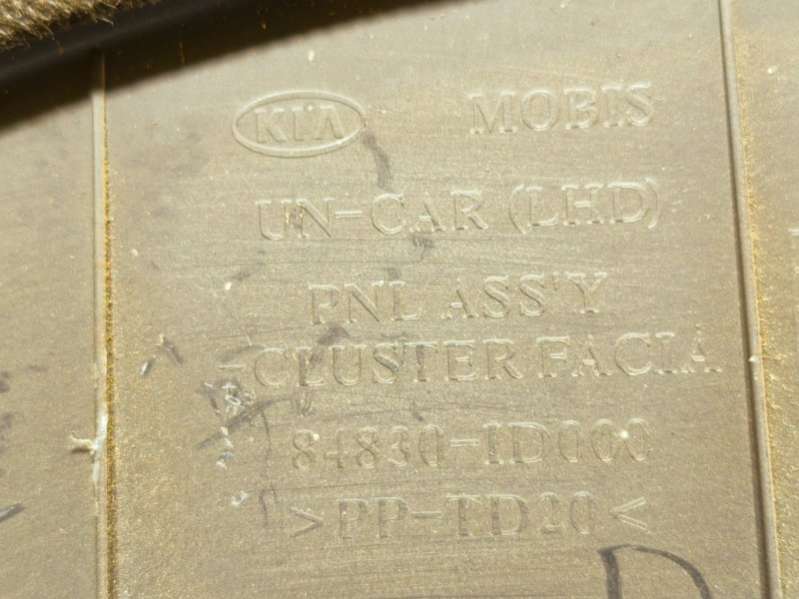 KIA MOBIS
UN-CAR (LHD)
PNL ASS'Y
-CLUSTER FACIA
84830-1D000
>PP-TD20<
D